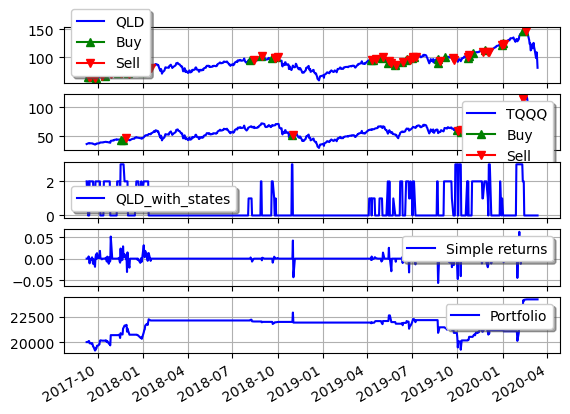 QLD
Buy
Sell
150
100
TQQQ
Buy
Sell
100
50
QLD_with_states
2
0
Simple returns
0.05
0.00
−0.05
Portfolio
22500
20000
2017-10
2018-01
2018-04
2018-07
2018-10
2019-01
2019-04
2019-07
2019-10
2020-01
2020-04